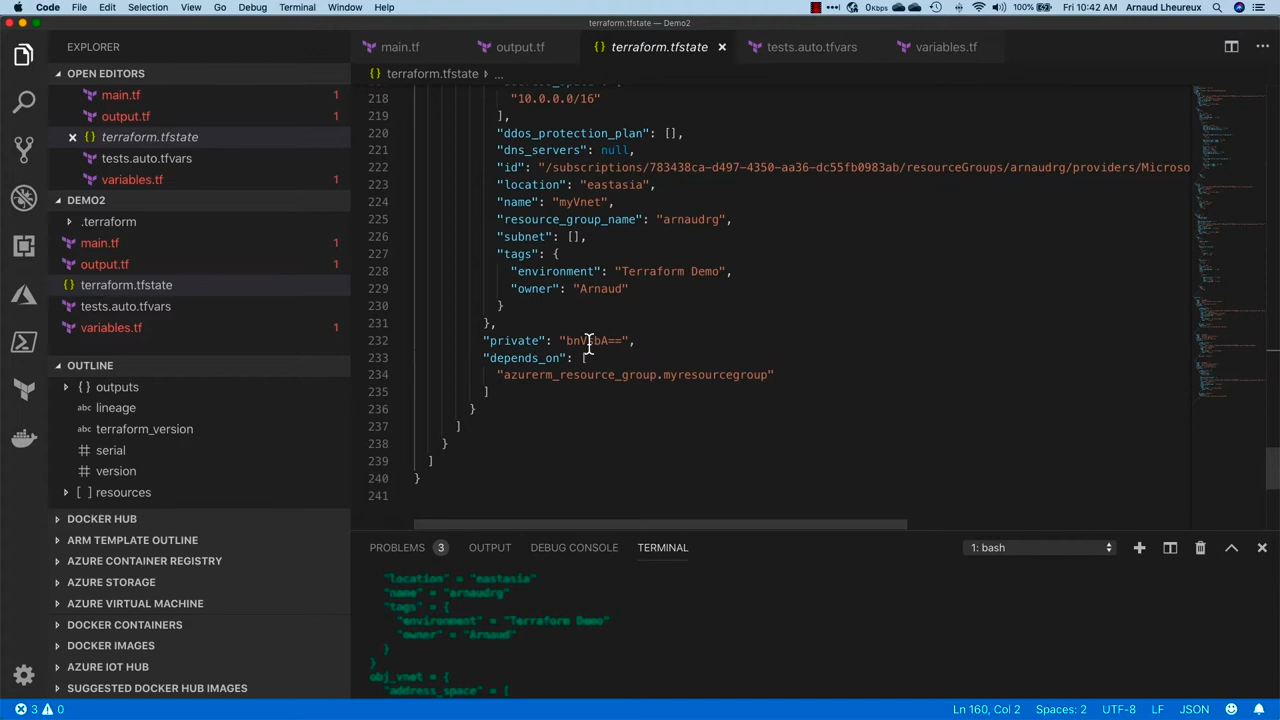 Code File Edit Selection View Go Debug Terminal Window Help 0Kbps 100% Fri 10:42 AM Arnaud Lheureux
terraform.tfstate — Demo2
EXPLORER
OPEN EDITORS
main.tf 1
output.tf 1
terraform.tfstate
tests.auto.tfvars
variables.tf 1
DEMO2
.terraform
main.tf 1
output.tf 1
terraform.tfstate
tests.auto.tfvars
variables.tf 1
OUTLINE
{ } outputs
abc lineage
abc terraform_version
serial
version
[ ] resources
DOCKER HUB
ARM TEMPLATE OUTLINE
AZURE CONTAINER REGISTRY
AZURE STORAGE
AZURE VIRTUAL MACHINE
DOCKER CONTAINERS
DOCKER IMAGES
AZURE IOT HUB
SUGGESTED DOCKER HUB IMAGES
main.tf output.tf {} terraform.tfstate tests.auto.tfvars variables.tf
{} terraform.tfstate ...
218 "10.0.0.0/16"
219 ],
220 "ddos_protection_plan": [],
221 "dns_servers": null,
222 "id": "/subscriptions/783438ca-d497-4350-aa36-dc55fb0983ab/resourceGroups/arnaudrg/providers/Microso
223 "location": "eastasia",
224 "name": "myVnet",
225 "resource_group_name": "arnaudrg",
226 "subnet": [],
227 "tags": {
228 "environment": "Terraform Demo",
229 "owner": "Arnaud"
230 }
231 },
232 "private": "bnVsbA==",
233 "depends_on": [
234 "azurerm_resource_group.myresourcegroup"
235 ]
236 }
237 ]
238 }
239 ]
240 }
241
PROBLEMS 3 OUTPUT DEBUG CONSOLE TERMINAL 1: bash
"location" = "eastasia"
"name" = "arnaudrg"
"tags" = {
"environment" = "Terraform Demo"
"owner" = "Arnaud"
}
}
obj_vnet = {
"address_space" = [
3 0 Ln 160, Col 2 Spaces: 2 UTF-8 LF JSON